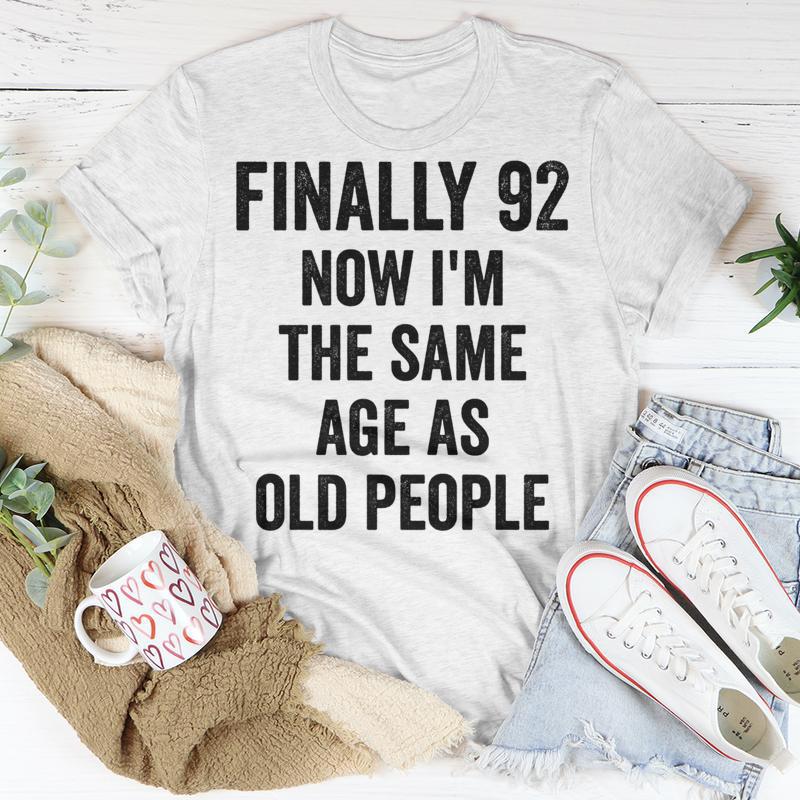 FINALLY 92
NOW I'M
THE SAME
AGE AS
OLD PEOPLE